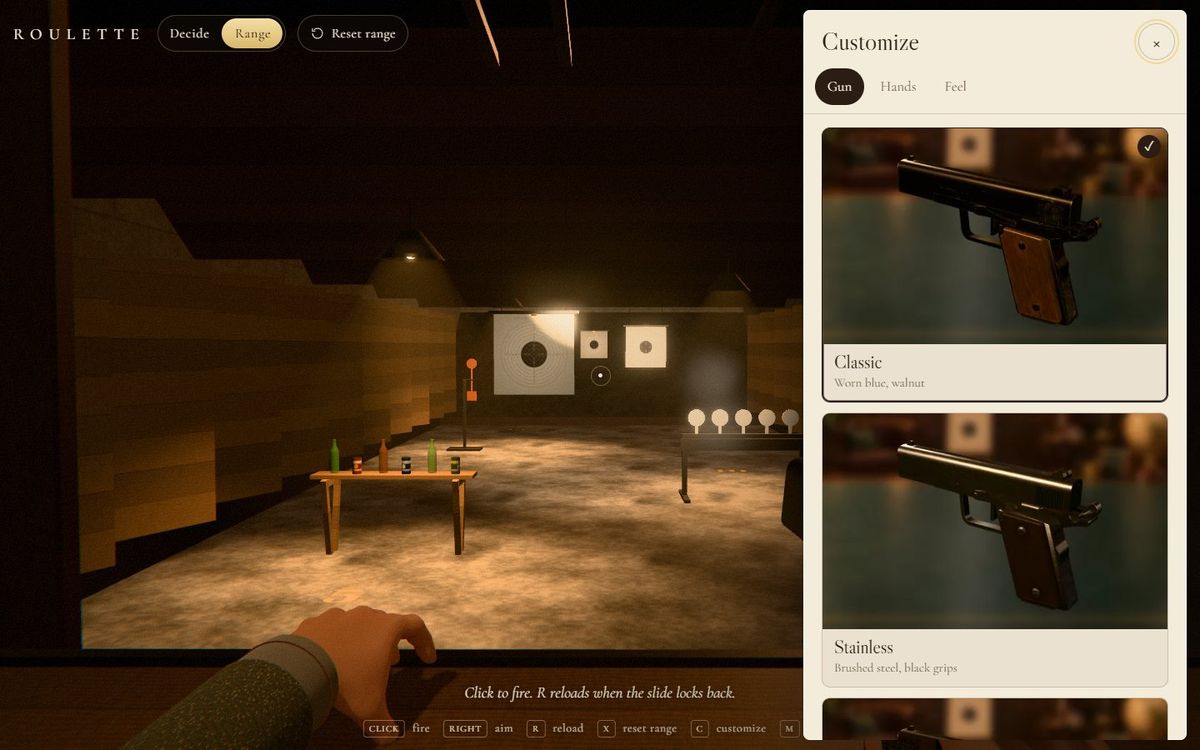 ROULETTE
Decide
Range
Reset range
Customize
×
Gun
Hands
Feel
Classic
Worn blue, walnut
Stainless
Brushed steel, black grips
Click to fire. R reloads when the slide locks back.
CLICK fire RIGHT aim R reload X reset range C customize M